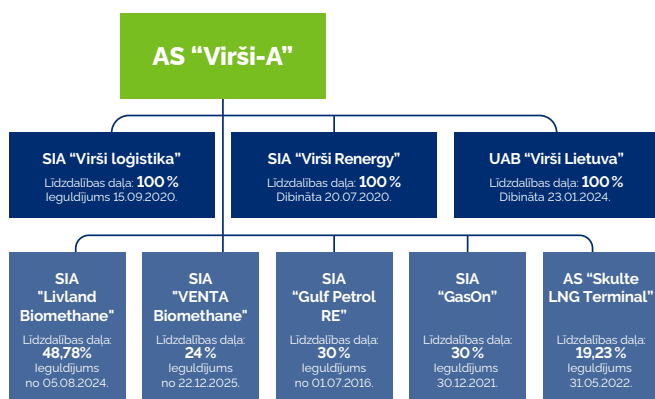 AS “Virši-A”
SIA “Virši loģistika”
Līdzdalības daļa: 100 %
Ieguldījums 15.09.2020.
SIA “Virši Renergy”
Līdzdalības daļa: 100 %
Dibināta 20.07.2020.
UAB “Virši Lietuva”
Līdzdalības daļa: 100 %
Dibināta 23.01.2024.
SIA
"Livland
Biomethane"
Līdzdalības daļa:
48,78%
Ieguldījums
no 05.08.2024.
SIA
"VENTA
Biomethane"
Līdzdalības daļa:
24 %
Ieguldījums
no 22.12.2025.
SIA
“Gulf Petrol
RE”
Līdzdalības daļa:
30 %
Ieguldījums
no 01.07.2016.
SIA
“GasOn”
Līdzdalības daļa:
30 %
Ieguldījums
30.12.2021.
AS “Skulte
LNG Terminal”
Līdzdalības daļa:
19,23 %
Ieguldījums
31.05.2022.